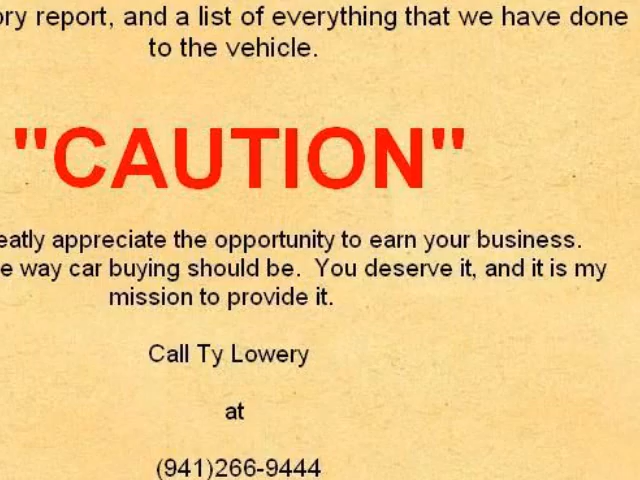 ory report, and a list of everything that we have done
to the vehicle.
"CAUTION"
eatly appreciate the opportunity to earn your business.
e way car buying should be. You deserve it, and it is my
mission to provide it.
Call Ty Lowery
at
(941)266-9444